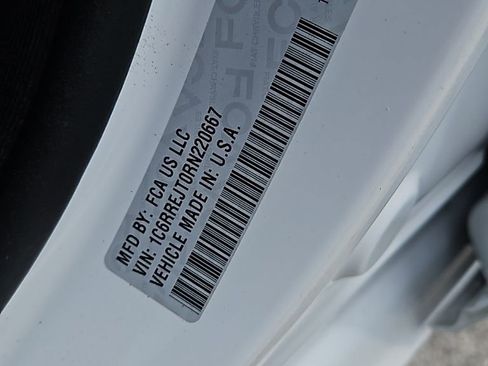 MFD BY: FCA US LLC
VIN: 1C6RREJT0RN220667
VEHICLE MADE IN: U.S.A.